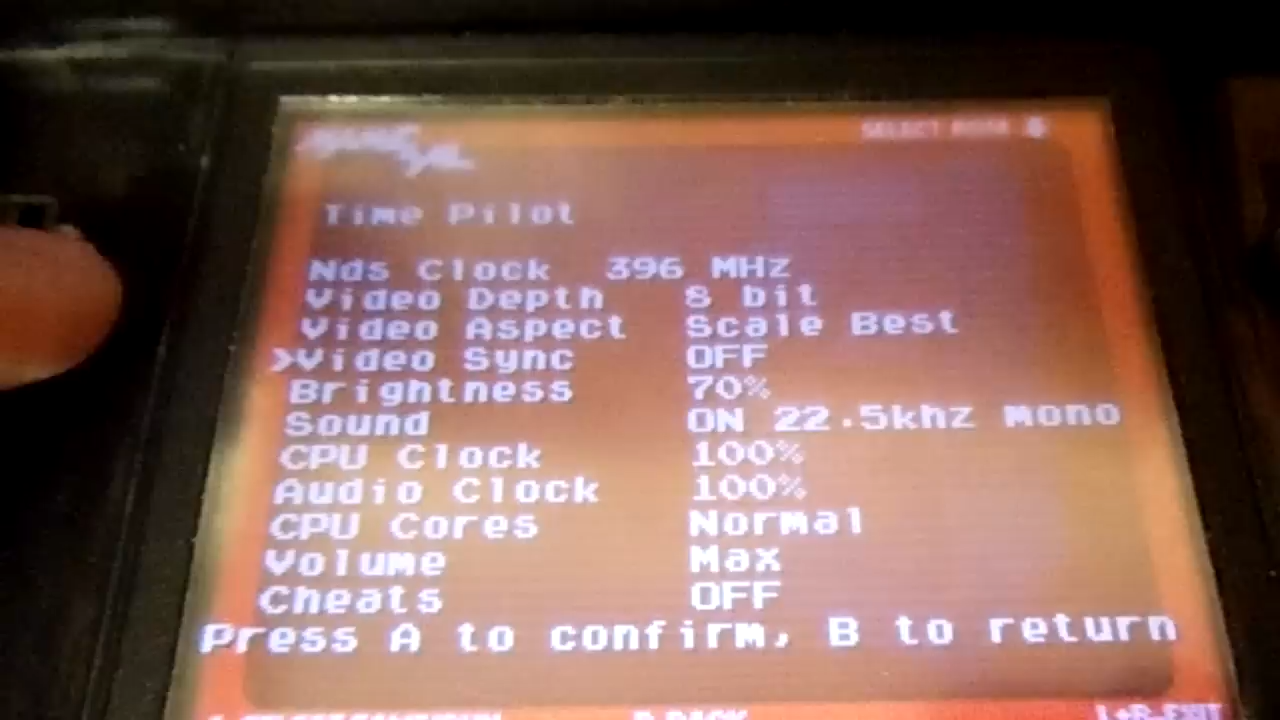 Time Pilot
Nds Clock 396 MHz
Video Depth 8 bit
Video Aspect Scale Best
>Video Sync OFF
Brightness 70%
Sound ON 22.5khz mono
CPU Clock 100%
Audio Clock 100%
CPU Cores Normal
Volume Max
Cheats OFF
Press A to confirm, B to return